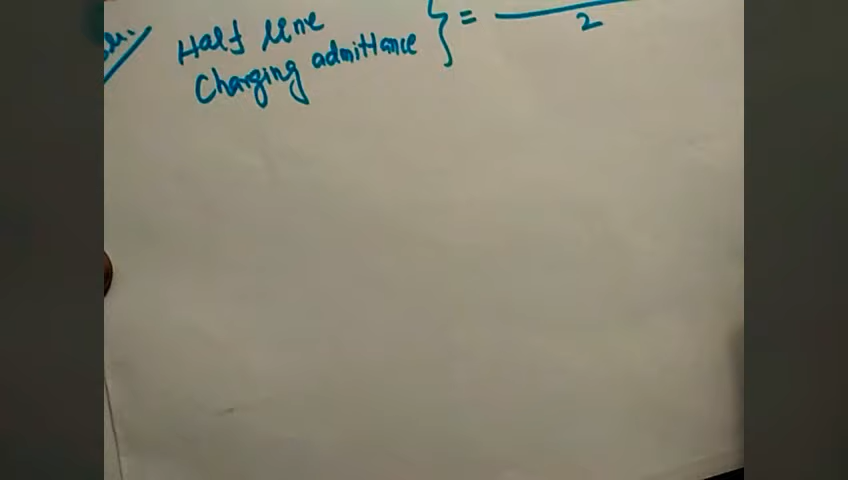 Half line } =
2
Charging admittance